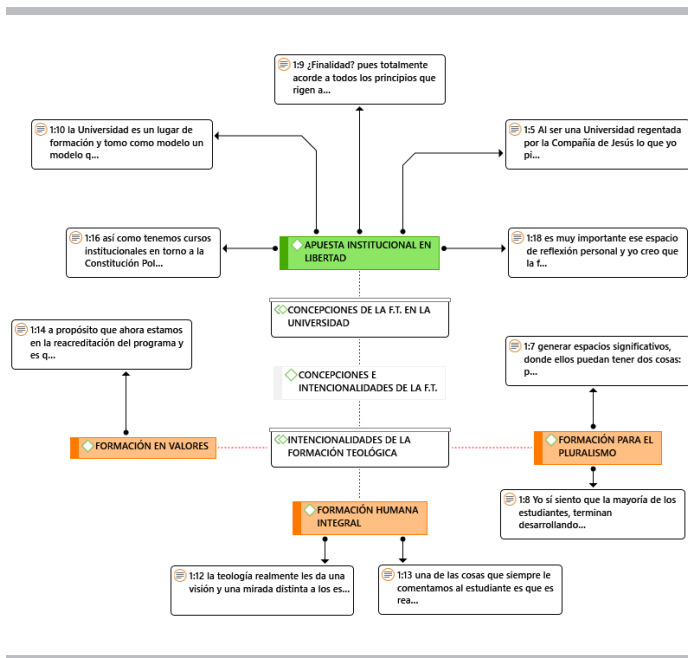 1:9 ¿Finalidad? pues totalmente
acorde a todos los principios que
rigen a...
1:10 la Universidad es un lugar de
formación y tomo como modelo un
modelo q...
1:5 Al ser una Universidad regentada
por la Compañía de Jesús lo que yo
pi...
1:16 así como tenemos cursos
institucionales en torno a la
Constitución Pol...
APUESTA INSTITUCIONAL EN
LIBERTAD
1:18 es muy importante ese espacio
de reflexión personal y yo creo que
la f...
CONCEPCIONES DE LA F.T. EN LA
UNIVERSIDAD
1:14 a propósito que ahora estamos
en la reacreditación del programa y
es q...
1:7 generar espacios significativos,
donde ellos puedan tener dos cosas:
p...
CONCEPCIONES E
INTENCIONALIDADES DE LA F.T.
FORMACIÓN EN VALORES
INTENCIONALIDADES DE LA
FORMACIÓN TEOLÓGICA
FORMACIÓN PARA EL
PLURALISMO
1:8 Yo sí siento que la mayoría de los
estudiantes, terminan
desarrollando...
FORMACIÓN HUMANA
INTEGRAL
1:12 la teología realmente les da una
visión y una mirada distinta a los es...
1:13 una de las cosas que siempre le
comentamos al estudiante es que es
rea...